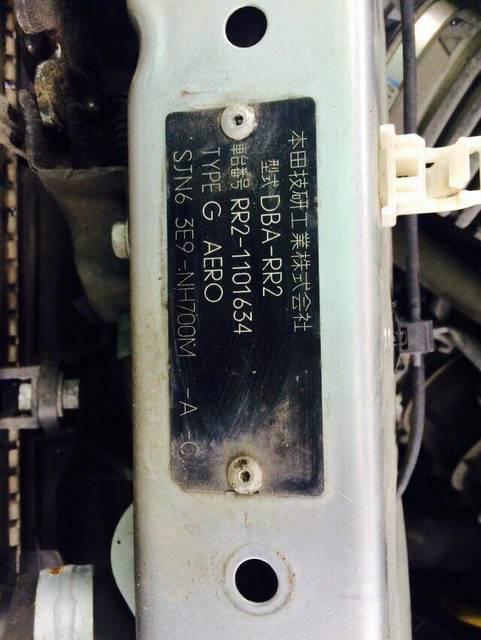 本田技研工業株式会社
型式 DBA-RR2
車台番号 RR2-1101634
TYPE G AERO
SJN6 3E9-NH700M -A-C